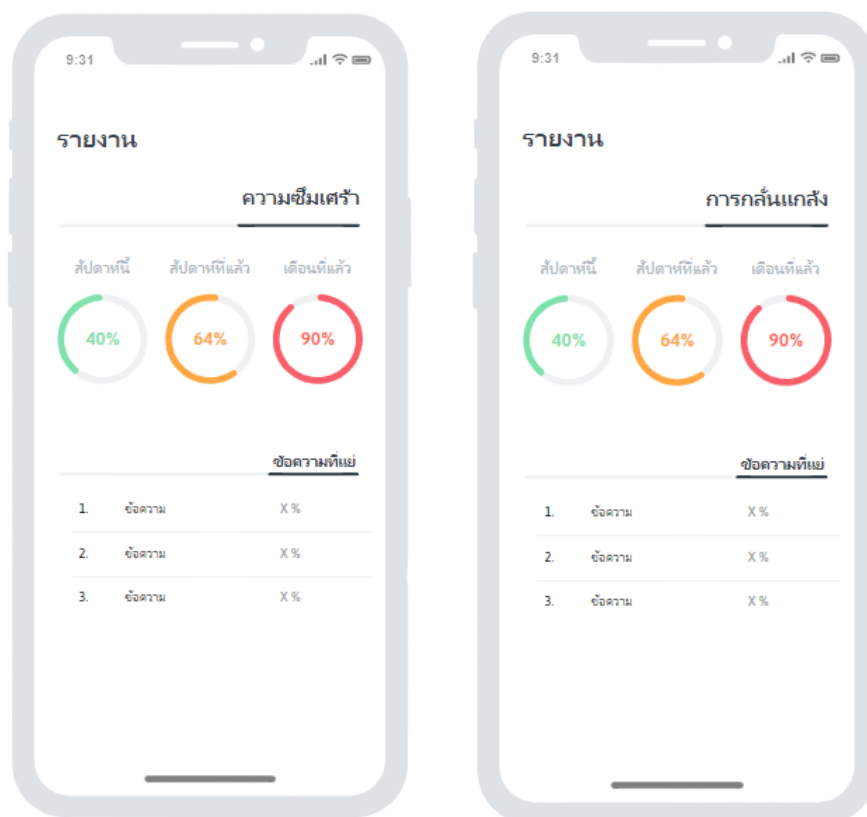 9:31
รายงาน
ความซึมเศร้า
สัปดาห์นี้ สัปดาห์ที่แล้ว เดือนที่แล้ว
40% 64% 90%
ข้อความที่แย่
1. ข้อความ X %
2. ข้อความ X %
3. ข้อความ X %
9:31
รายงาน
การกลั่นแกล้ง
สัปดาห์นี้ สัปดาห์ที่แล้ว เดือนที่แล้ว
40% 64% 90%
ข้อความที่แย่
1. ข้อความ X %
2. ข้อความ X %
3. ข้อความ X %